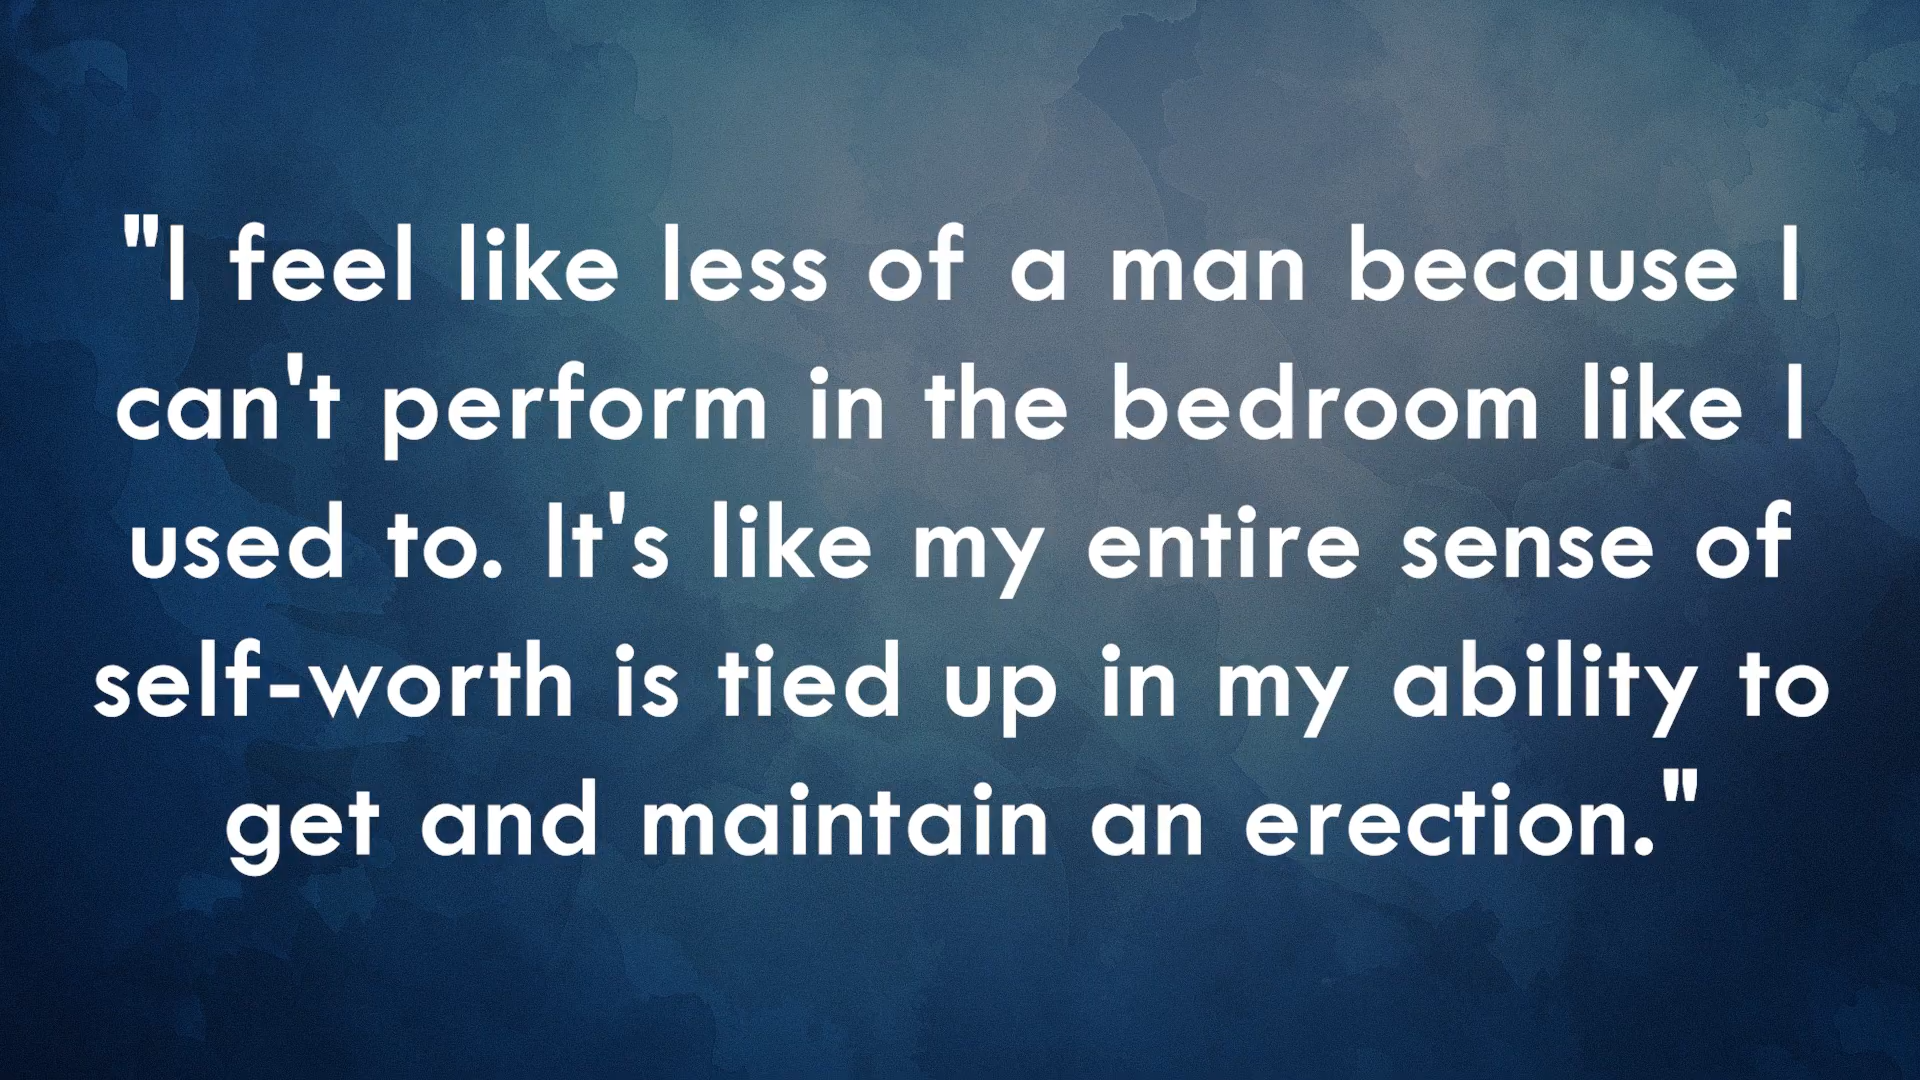 "I feel like less of a man because I
can't perform in the bedroom like I
used to. It's like my entire sense of
self-worth is tied up in my ability to
get and maintain an erection."